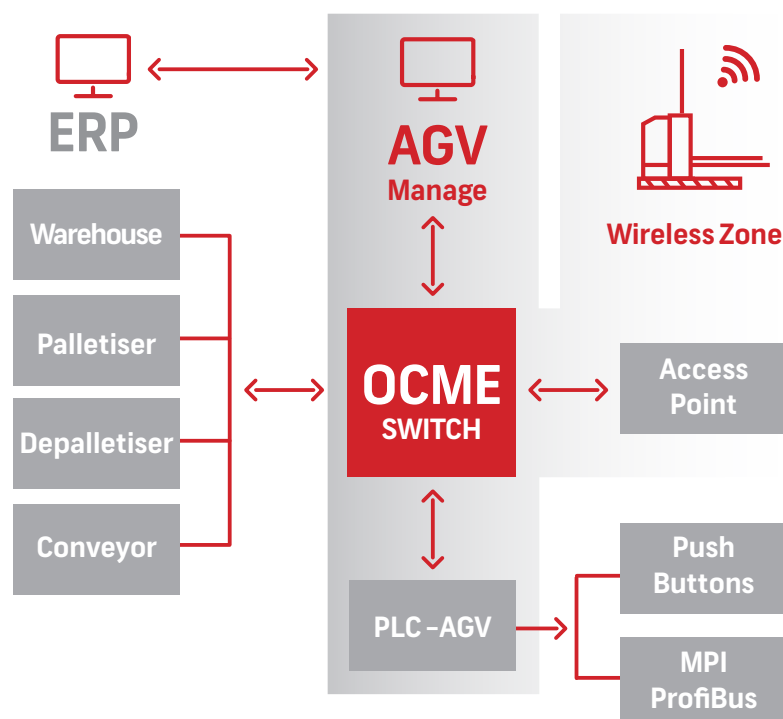 ERP
AGV
Manage
Wireless Zone
Warehouse
Palletiser
Depalletiser
Conveyor
OCME
SWITCH
Access
Point
PLC – AGV
Push
Buttons
MPI
ProfiBus